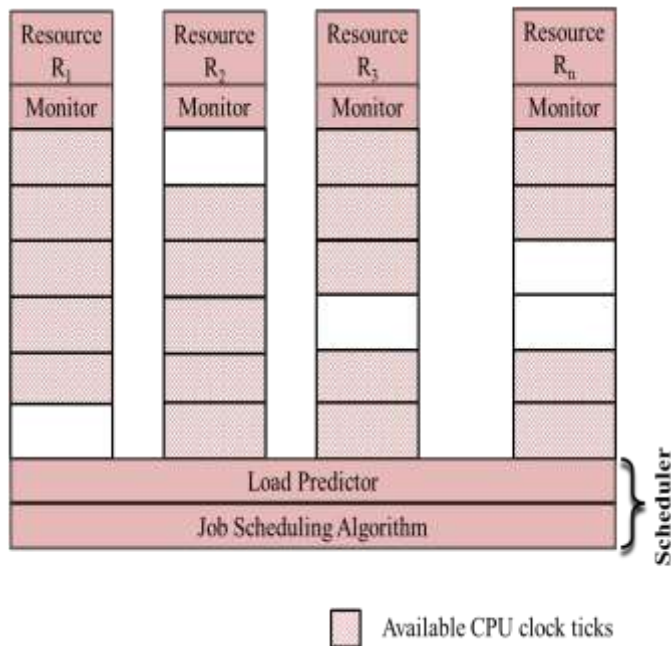 Resource
R₁
Resource
R₂
Resource
R₃
Resource
Rₙ
Monitor
Monitor
Monitor
Monitor
Load Predictor
Job Scheduling Algorithm
Scheduler
Available CPU clock ticks